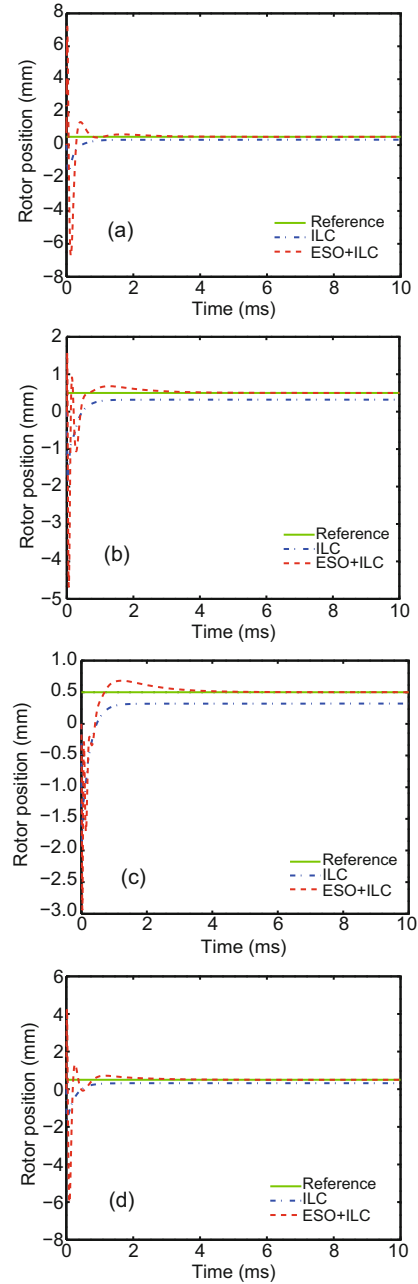 8
6
4
2
0
−2
−4
−6
−8
Rotor position (mm)
(a)
Reference
ILC
ESO+ILC
0 2 4 6 8 10
Time (ms)
2
1
0
−1
−2
−3
−4
−5
Rotor position (mm)
(b)
Reference
ILC
ESO+ILC
0 2 4 6 8 10
Time (ms)
1.0
0.5
0
−0.5
−1.0
−1.5
−2.0
−2.5
−3.0
Rotor position (mm)
(c)
Reference
ILC
ESO+ILC
0 2 4 6 8 10
Time (ms)
6
4
2
0
−2
−4
−6
−8
Rotor position (mm)
(d)
Reference
ILC
ESO+ILC
0 2 4 6 8 10
Time (ms)